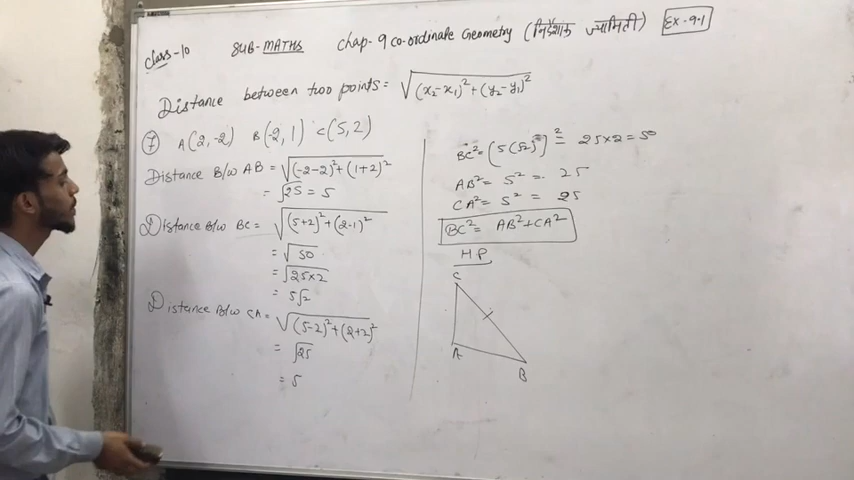 class-10 SUB-MATHS Chap-9 co-ordinate Geometry (निर्देशांक ज्यामिती) Ex-9.1
Distance between two points = √(x₂-x₁)²+(y₂-y₁)²
⑦ A(2,-2) B(-2,1) C(5,2)
Distance B/w AB = √(-2-2)²+(1+2)²
= √25 = 5
Distance B/w BC = √(5+2)²+(2-1)²
= √50
= √25×2
= 5√2
Distance B/w CA = √(5-2)²+(2+2)²
= √25
= 5
BC² = (5(√2)²)² = 25×2 = 50
AB² = 5² = 25
CA² = 5² = 25
BC² = AB²+CA²
H.P
C
A
B